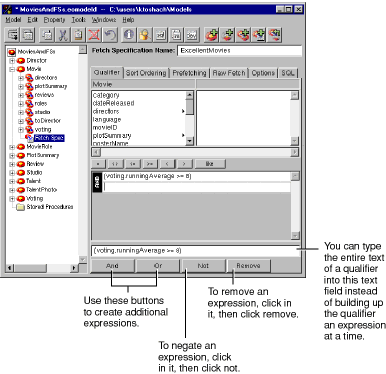 * MoviesAndFSs.eomodeld -- C:\users\ktoshach\Models
Model Edit Property Tools Windows Help
MoviesAndFSs
Director
Movie
directors
plotSummary
reviews
roles
studio
toDirector
voting
Fetch Spec
MovieRole
PlotSummary
Review
Studio
Talent
TalentPhoto
Voting
Stored Procedures
Fetch Specification Name: ExcellentMovies
Qualifier Sort Ordering Prefetching Raw Fetch Options SQL
Movie
category
dateReleased
directors
language
movieID
plotSummary
posterName
= <> >= < > like
AND
(voting.runningAverage >= 8)
(voting.runningAverage >= 8)
And Or Not Remove
Use these buttons
to create additional
expressions.
To negate an
expression, click
in it, then click not.
To remove an
expression, click in
it, then click remove.
You can type
the entire text
of a qualifier
into this text
field instead
of building up
the qualifier
an expression
at a time.